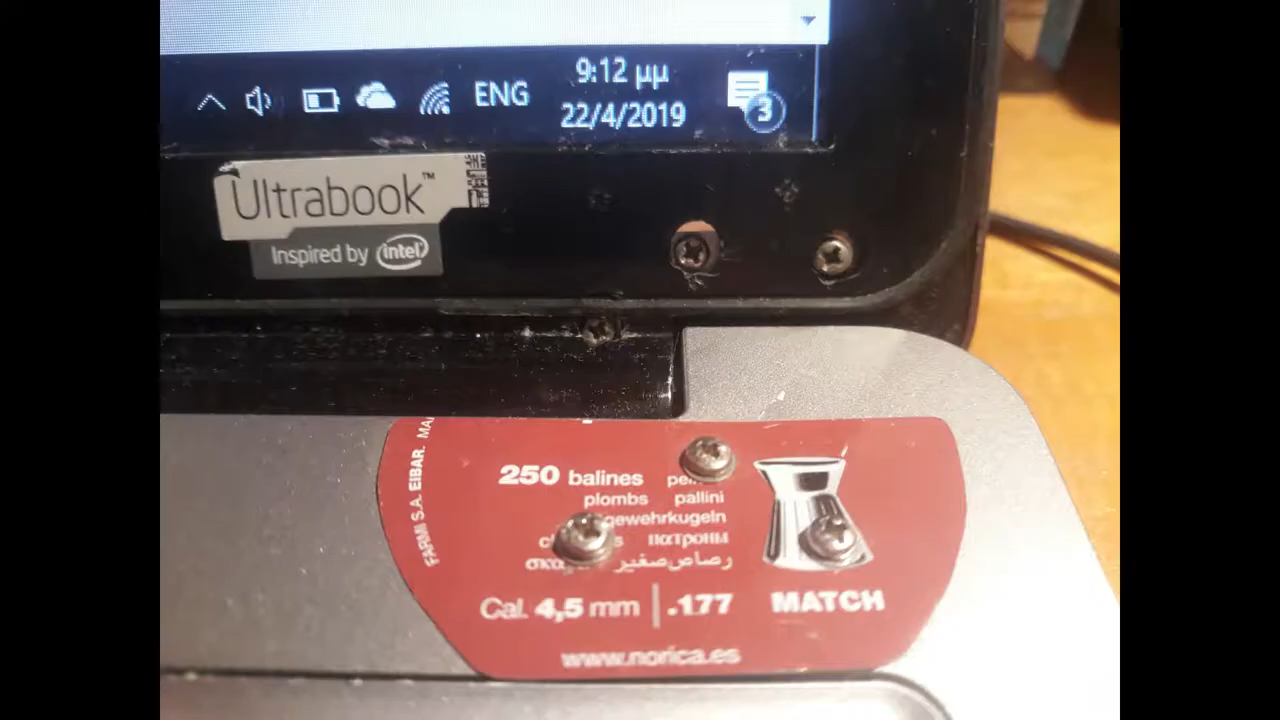 9:12 μμ
ENG
22/4/2019
3
Ultrabook™
Inspired by intel
FARMI S.A. EIBAR.
250 balines
plombs pallini
gewehrkugeln
патроны
رصاص صغير
Cal. 4,5 mm | .177
MATCH
www.norica.es